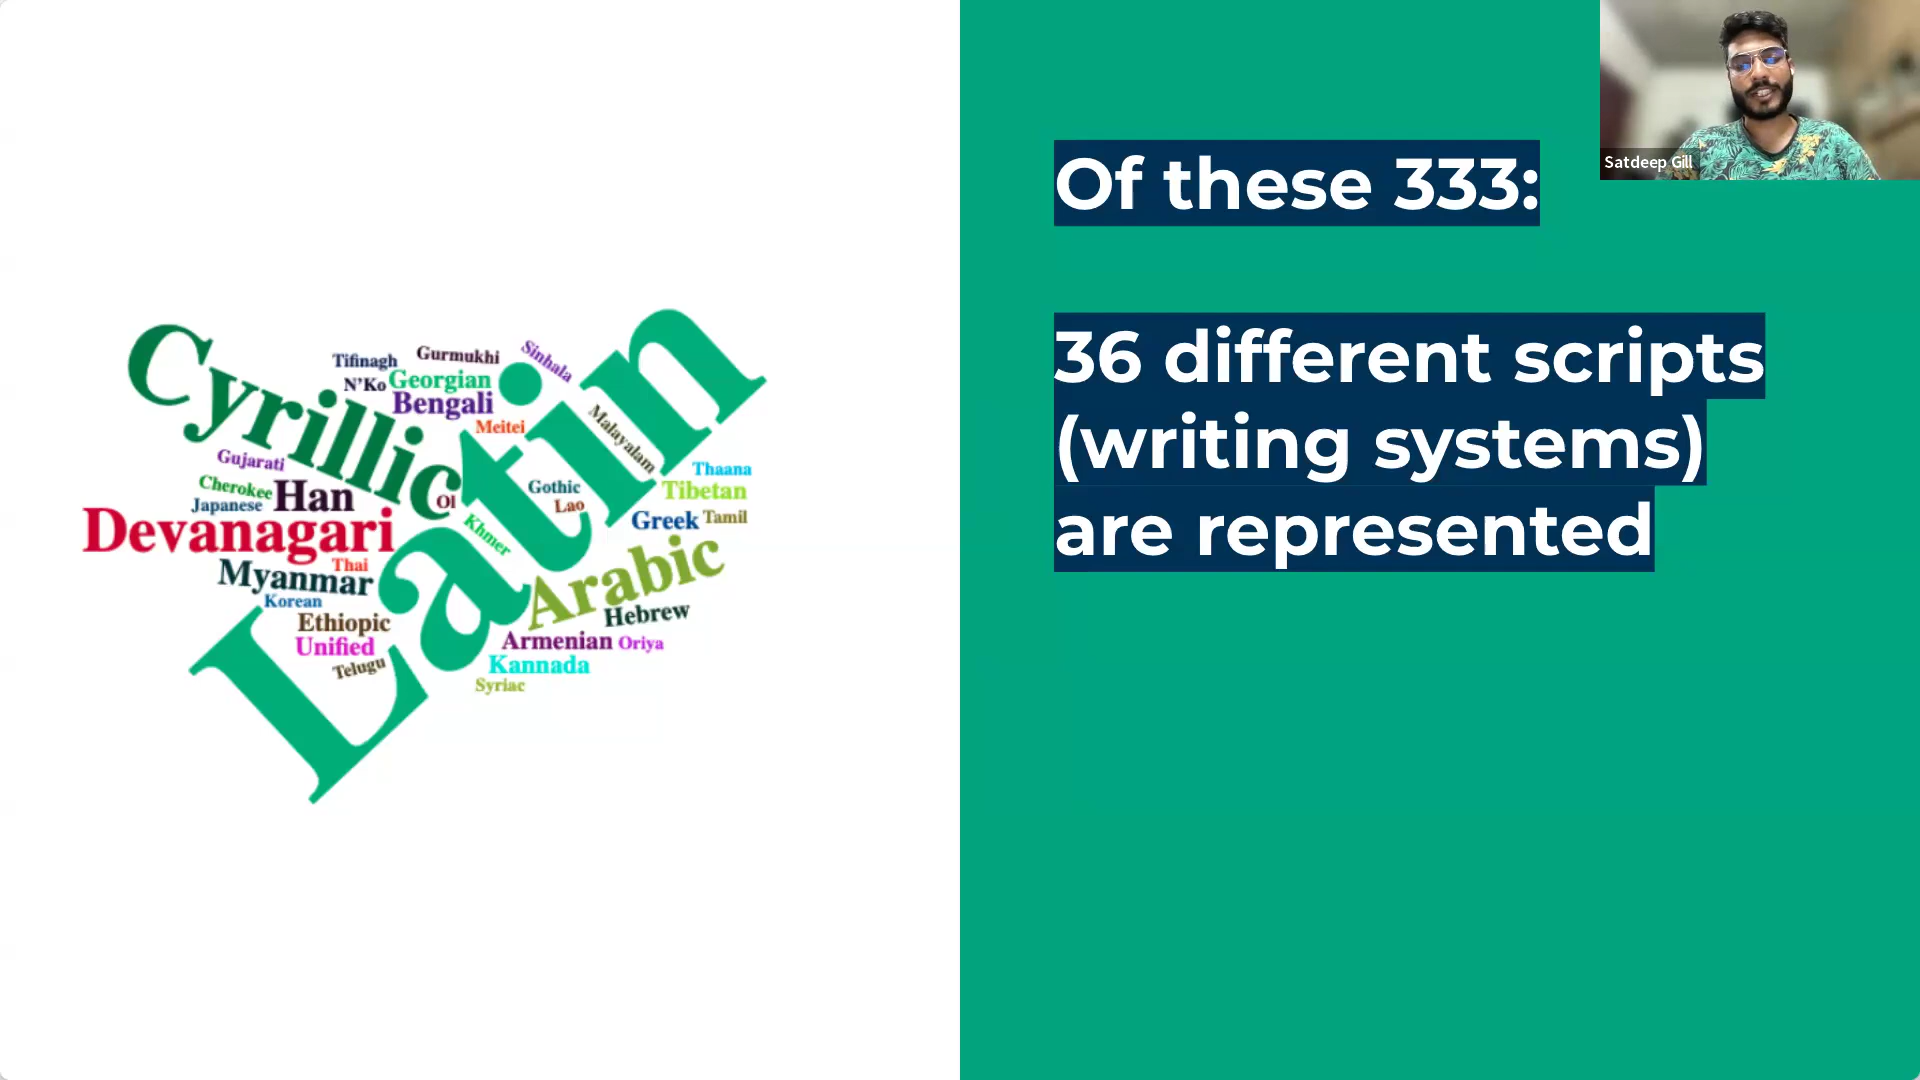 Cyrillic
Latin
Tifinagh
Gurmukhi
Sinhala
N'Ko
Georgian
Bengali
Meitei
Malayalam
Gujarati
Cherokee
Han
Japanese
Ol
Gothic
Lao
Khmer
Thaana
Tibetan
Greek
Tamil
Devanagari
Thai
Myanmar
Korean
Arabic
Hebrew
Ethiopic
Unified
Telugu
Armenian
Oriya
Kannada
Syriac
Of these 333:
36 different scripts
(writing systems)
are represented
Satdeep Gill